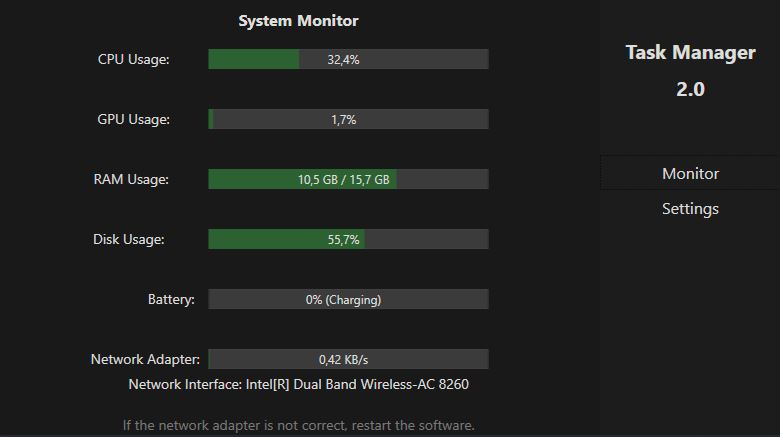 System Monitor
CPU Usage: 32,4%
GPU Usage: 1,7%
RAM Usage: 10,5 GB / 15,7 GB
Disk Usage: 55,7%
Battery: 0% (Charging)
Network Adapter: 0,42 KB/s
Network Interface: Intel[R] Dual Band Wireless-AC 8260
If the network adapter is not correct, restart the software.
Task Manager
2.0
Monitor
Settings